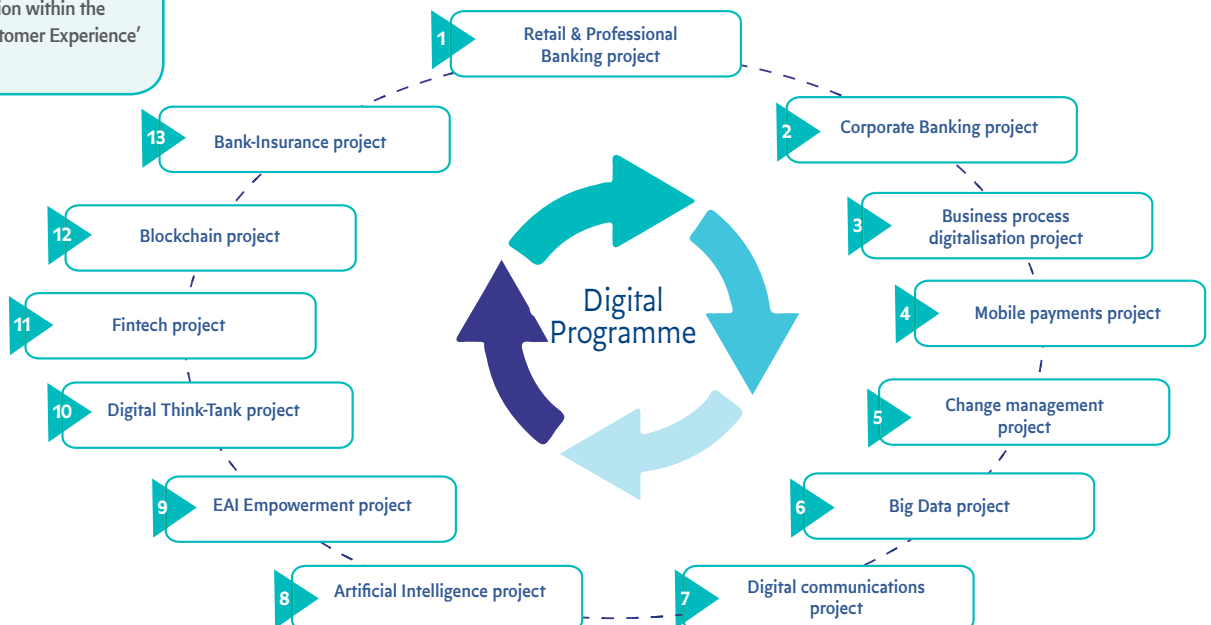 ion within the
tomer Experience’
1
Retail & Professional
Banking project
2
Corporate Banking project
3
Business process
digitalisation project
4
Mobile payments project
5
Change management
project
6
Big Data project
7
Digital communications
project
8
Artificial Intelligence project
9
EAI Empowerment project
10
Digital Think-Tank project
11
Fintech project
12
Blockchain project
13
Bank-Insurance project
Digital
Programme